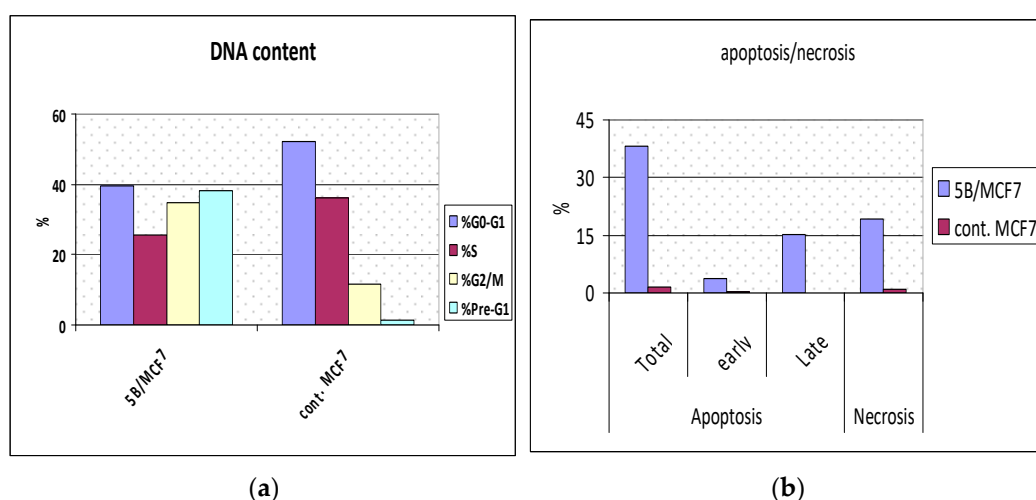 DNA content
60
40
20
0
%
5B/MCF7
cont. MCF7
%G0-G1
%S
%G2/M
%Pre-G1
(a)
apoptosis/necrosis
45
30
15
0
%
Total
early
Late
Apoptosis
Necrosis
5B/MCF7
cont. MCF7
(b)